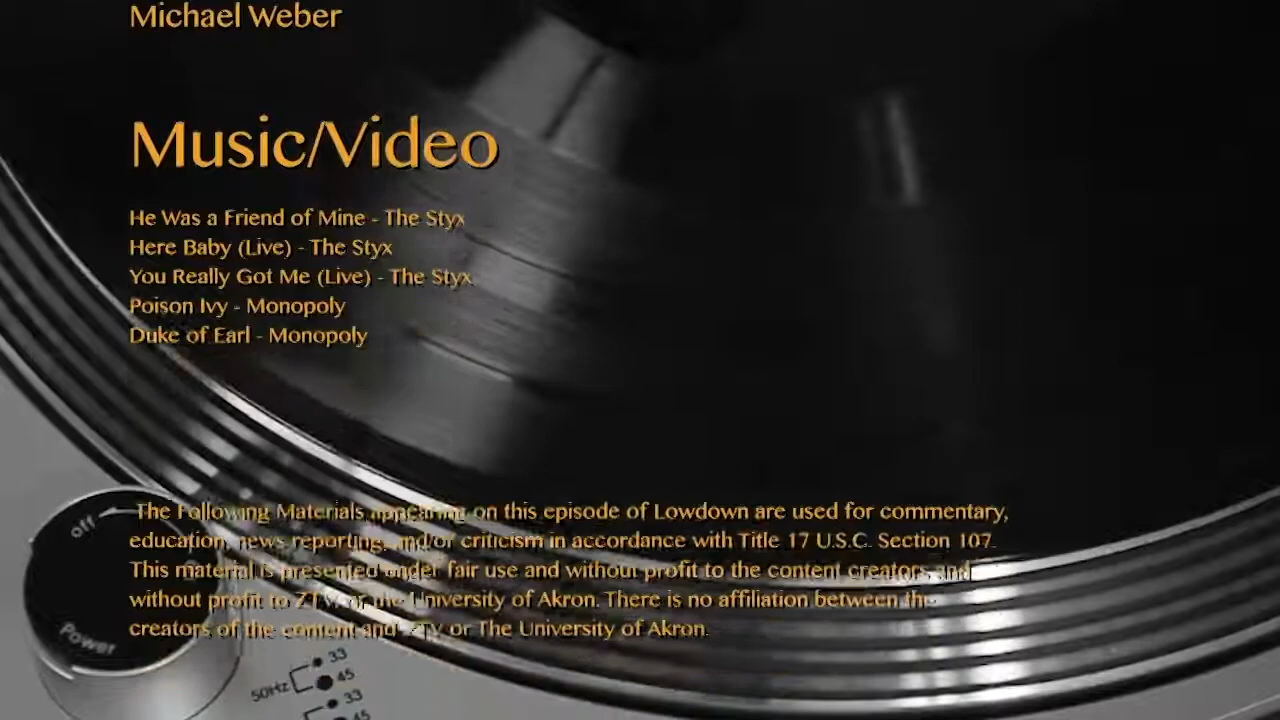 Michael Weber
Music/Video
He Was a Friend of Mine - The Styx
Here Baby (Live) - The Styx
You Really Got Me (Live) - The Styx
Poison Ivy - Monopoly
Duke of Earl - Monopoly
The Following Materials appearing on this episode of Lowdown are used for commentary,
education, news reporting, and/or criticism in accordance with Title 17 U.S.C. Section 107.
This material is presented under fair use and without profit to the content creators, and
without profit to ZTV, or the University of Akron. There is no affiliation between the
creators of the content and ZTV or The University of Akron.
off
Power
50Hz
33
45
33
45